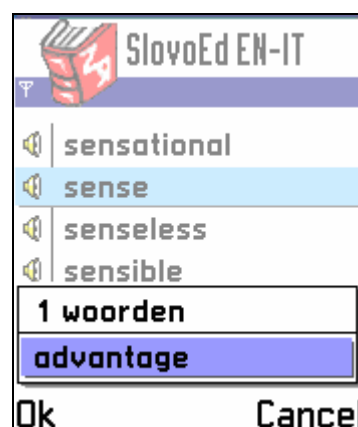 SlovoEd EN-IT
sensational
sense
senseless
sensible
1 woorden
advantage
Ok Cancel